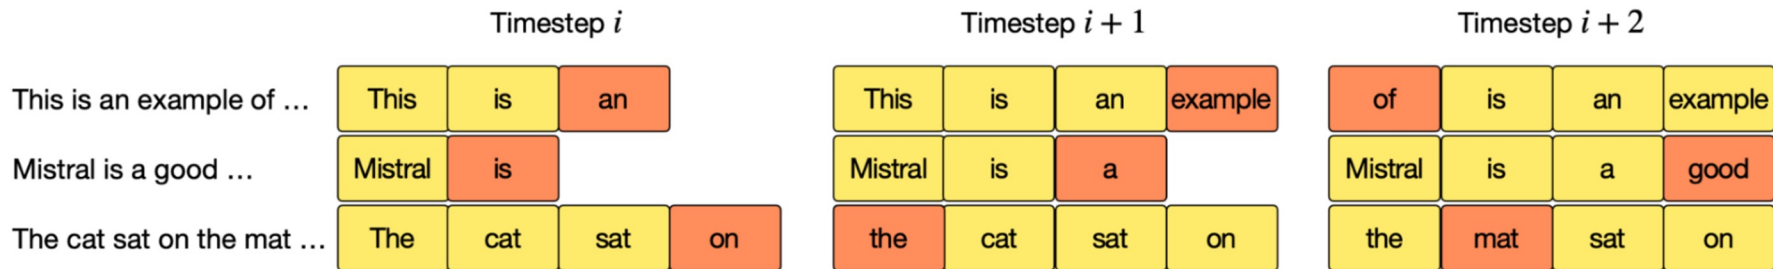 Timestep i Timestep i + 1 Timestep i + 2
This is an example of ... This is an This is an example of is an example
Mistral is a good ... Mistral is Mistral is a Mistral is a good
The cat sat on the mat ... The cat sat on the cat sat on the mat sat on